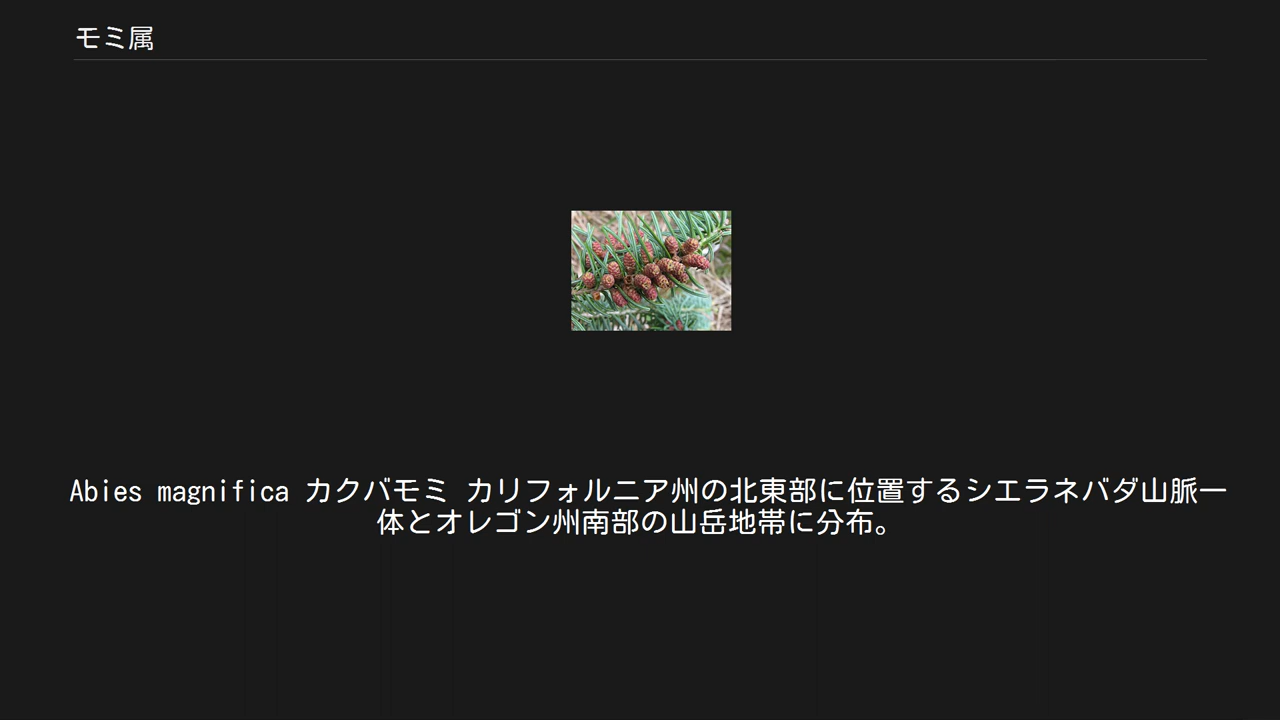 モミ属
Abies magnifica カクバモミ カリフォルニア州の北東部に位置するシエラネバダ山脈一
体とオレゴン州南部の山岳地帯に分布。